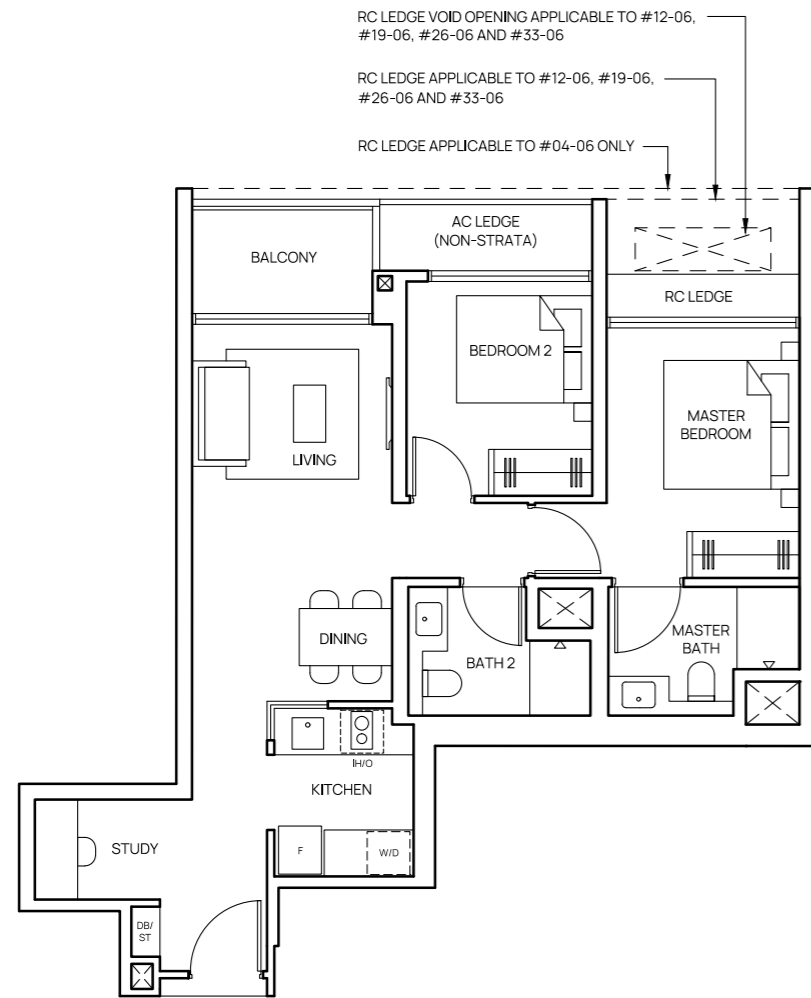 RC LEDGE VOID OPENING APPLICABLE TO #12-06,
#19-06, #26-06 AND #33-06
RC LEDGE APPLICABLE TO #12-06, #19-06,
#26-06 AND #33-06
RC LEDGE APPLICABLE TO #04-06 ONLY
BALCONY
AC LEDGE
(NON-STRATA)
RC LEDGE
BEDROOM 2
MASTER
BEDROOM
LIVING
DINING
BATH 2
MASTER
BATH
IH/O
KITCHEN
STUDY
F
W/D
DB/
ST